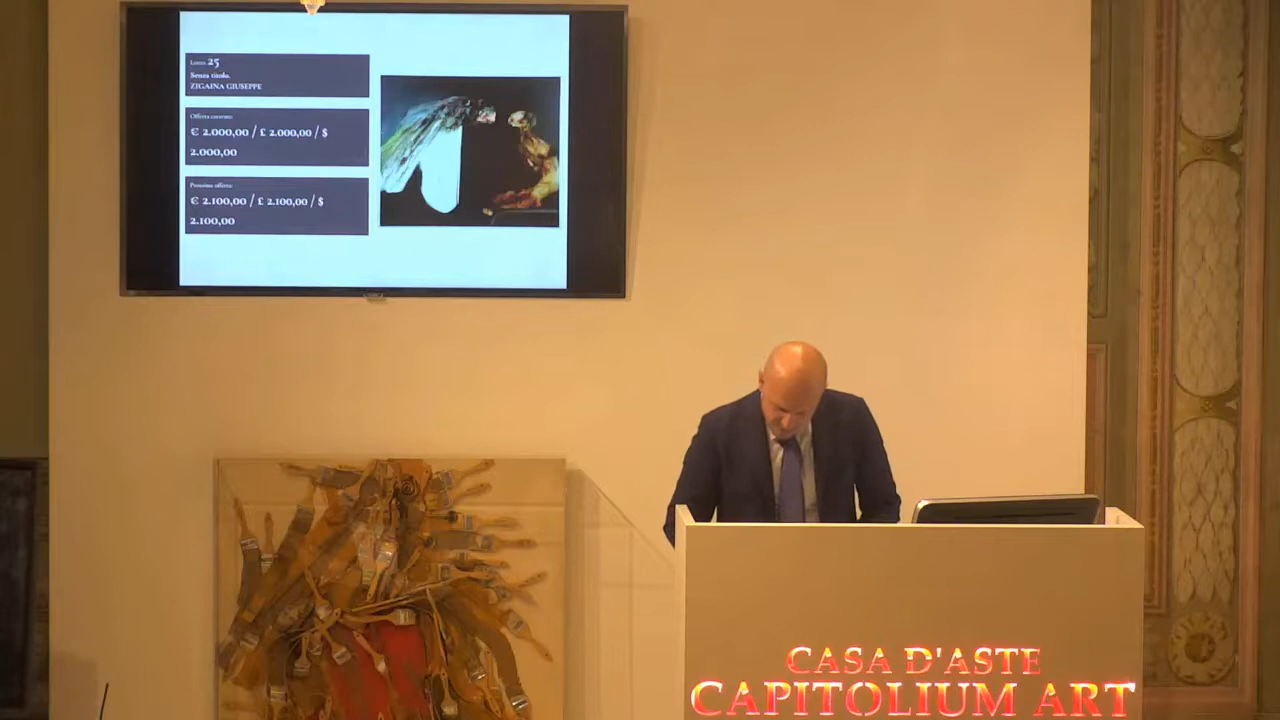 Lotto: 25
Senza titolo.
ZIGAINA GIUSEPPE
Offerta corrente:
€ 2.000,00 / £ 2.000,00 / $
2.000,00
Prossima offerta:
€ 2.100,00 / £ 2.100,00 / $
2.100,00
CASA D'ASTE
CAPITOLIUM ART